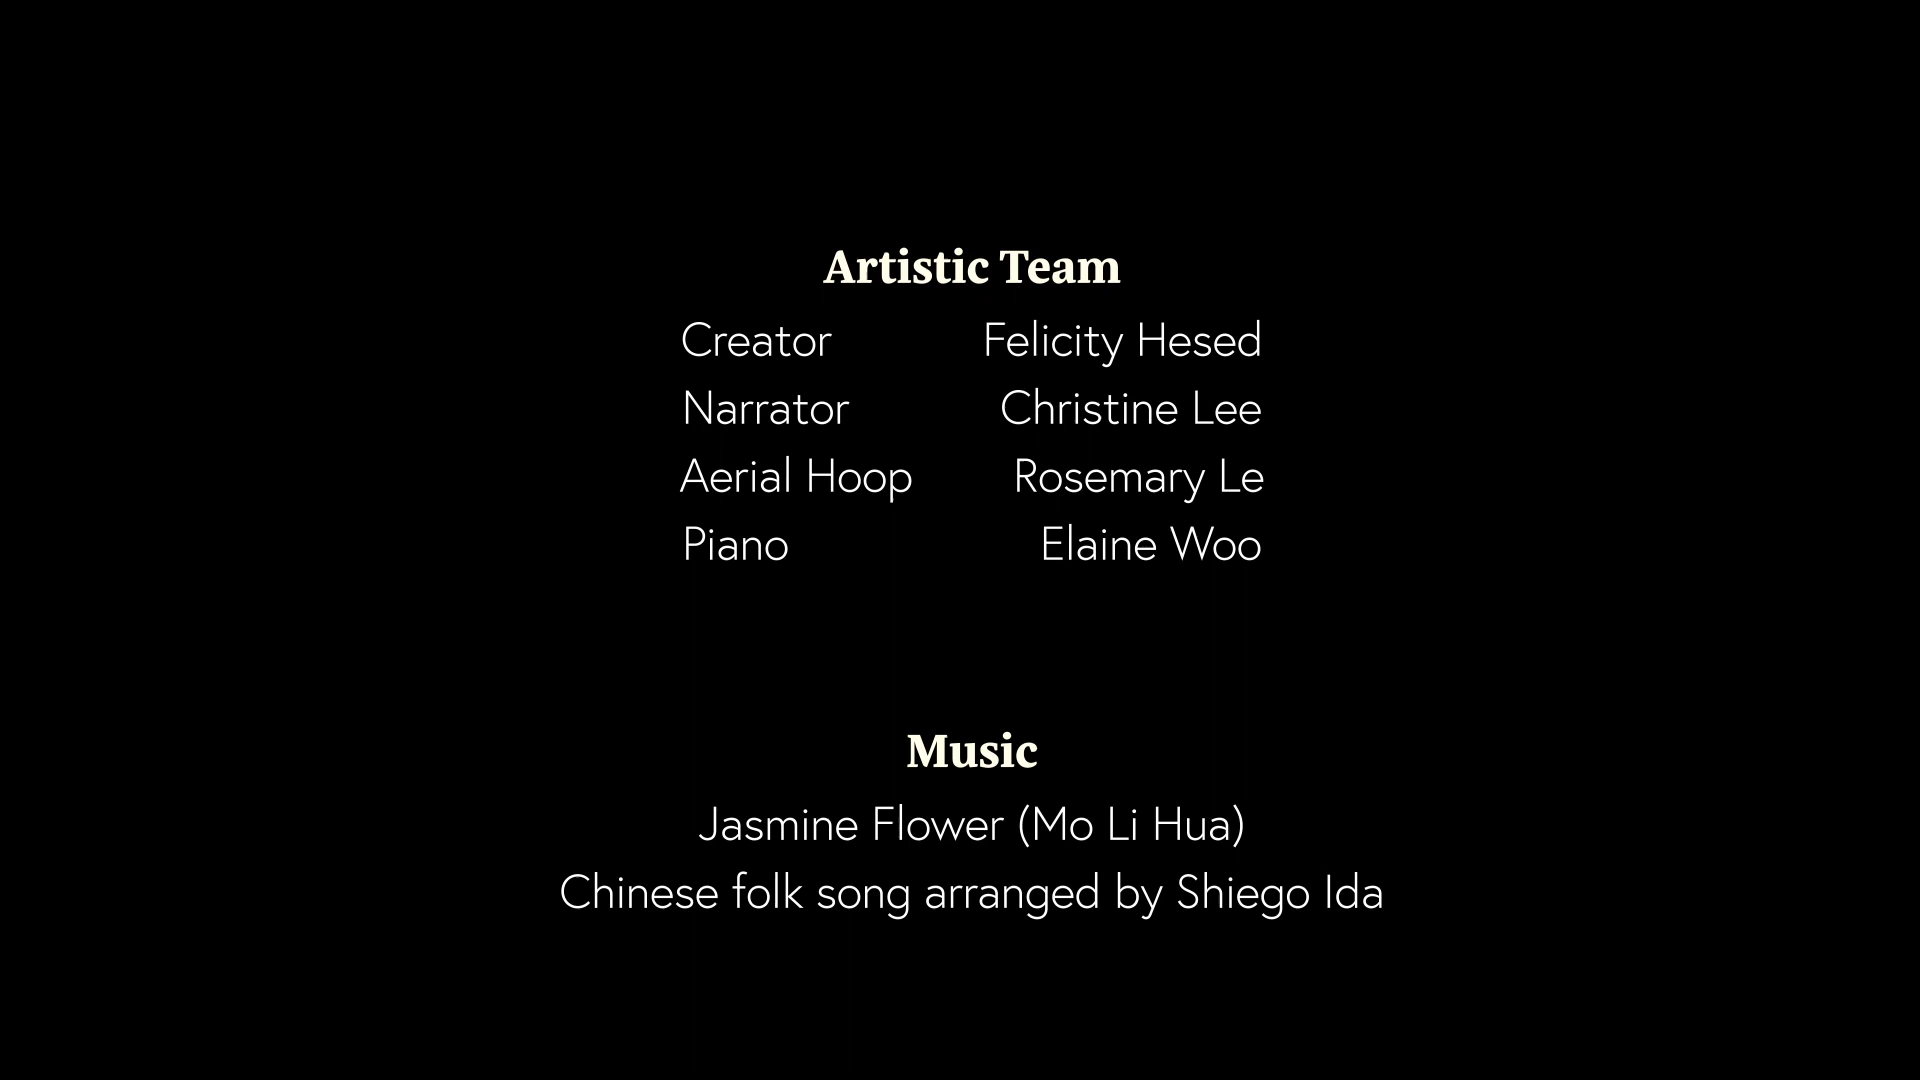 Artistic Team
Creator Felicity Hesed
Narrator Christine Lee
Aerial Hoop Rosemary Le
Piano Elaine Woo
Music
Jasmine Flower (Mo Li Hua)
Chinese folk song arranged by Shiego Ida